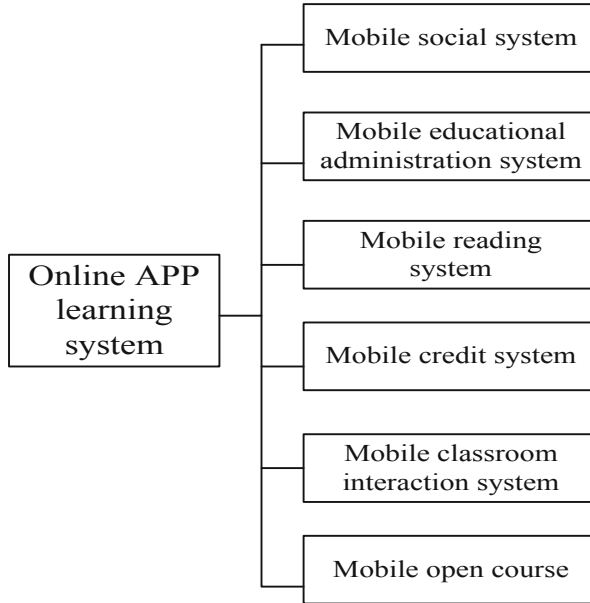 Mobile social system
Mobile educational
administration system
Mobile reading
system
Online APP
learning
system
Mobile credit system
Mobile classroom
interaction system
Mobile open course